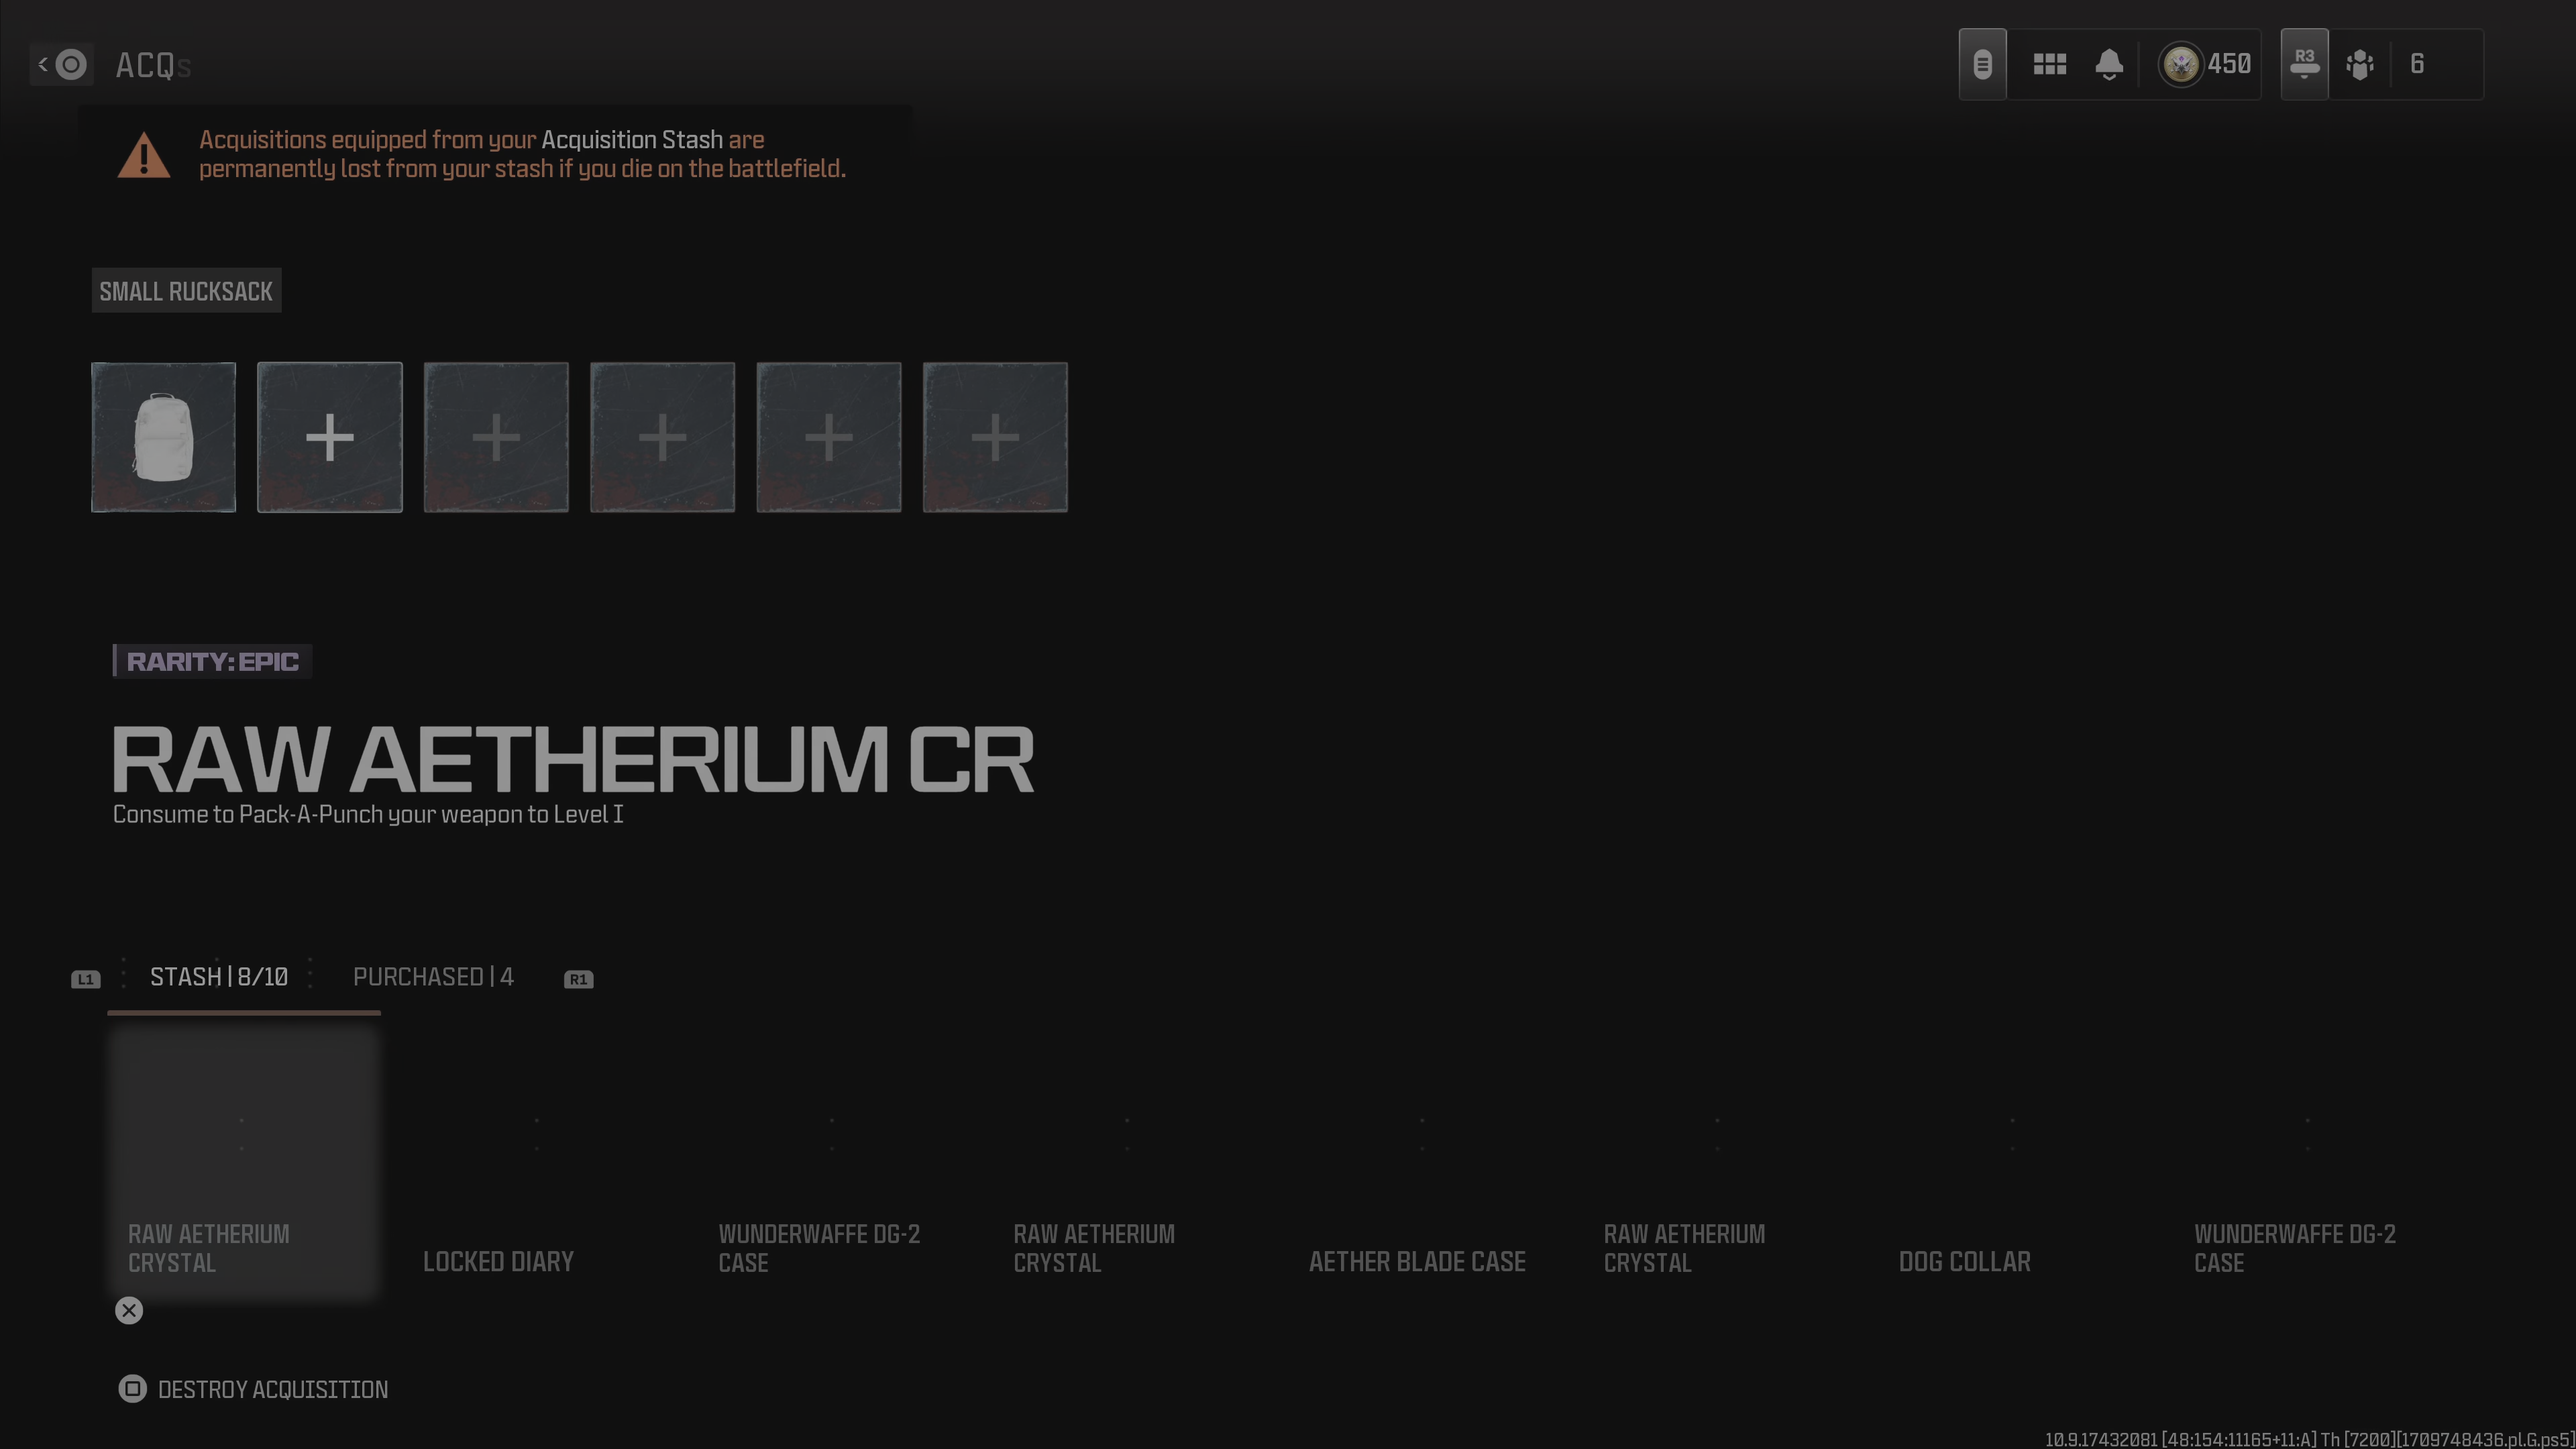 ACQs
450
R3
6
Acquisitions equipped from your Acquisition Stash are
permanently lost from your stash if you die on the battlefield.
SMALL RUCKSACK
RARITY: EPIC
RAW AETHERIUM CR
Consume to Pack-A-Punch your weapon to Level I
L1
STASH | 8/10
PURCHASED | 4
R1
RAW AETHERIUM
CRYSTAL
LOCKED DIARY
WUNDERWAFFE DG-2
CASE
RAW AETHERIUM
CRYSTAL
AETHER BLADE CASE
RAW AETHERIUM
CRYSTAL
DOG COLLAR
WUNDERWAFFE DG-2
CASE
DESTROY ACQUISITION
10.9.17432081 [48:154:11165+11:A] Th [7200][1709748436.pl.G.ps5]